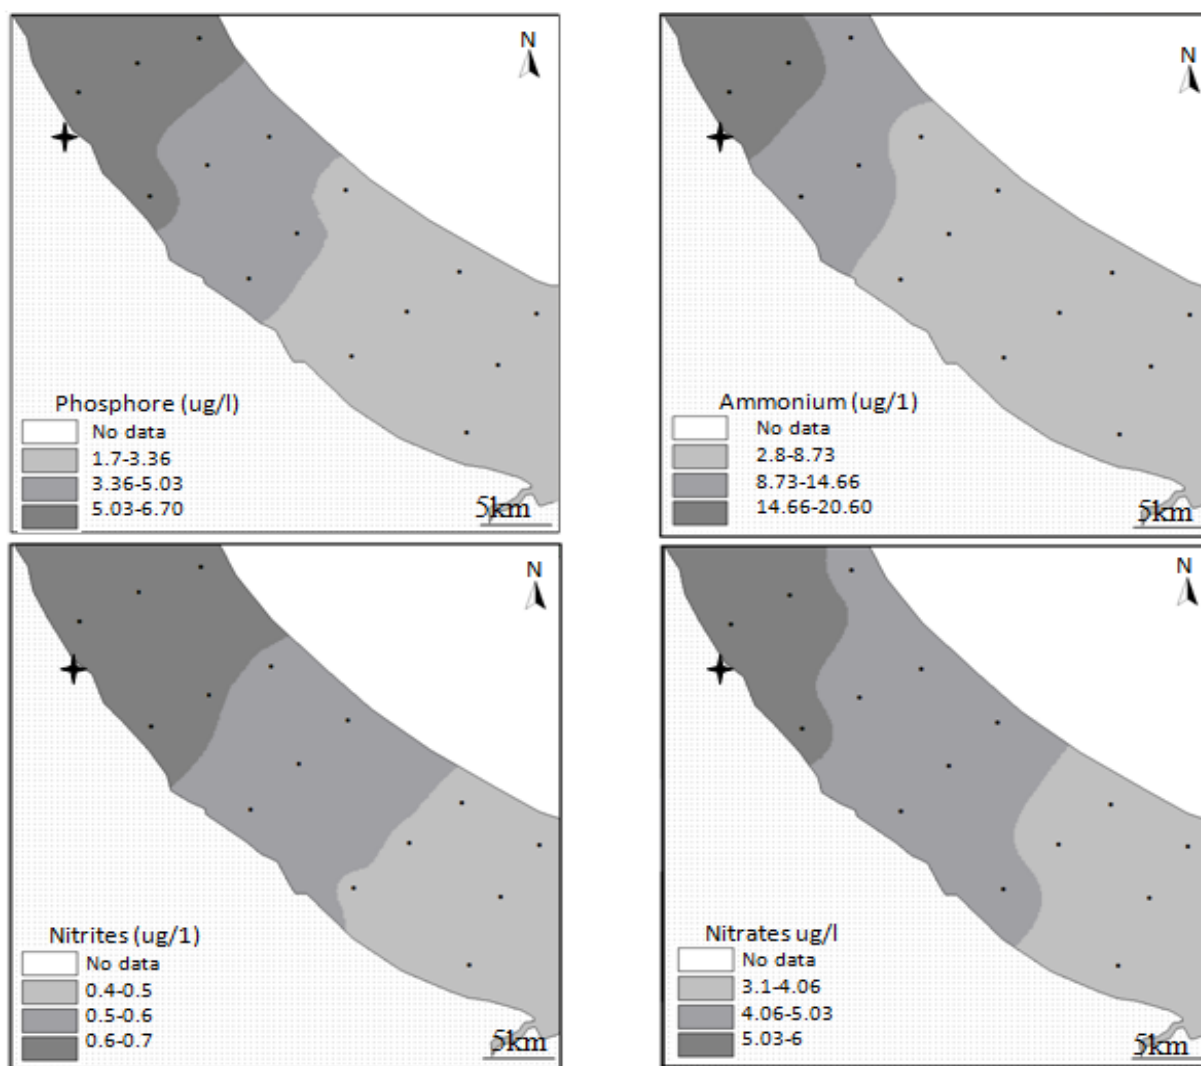 N
Phosphore (ug/l)
No data
1.7-3.36
3.36-5.03
5.03-6.70
5km
N
Ammonium (ug/1)
No data
2.8-8.73
8.73-14.66
14.66-20.60
5km
N
Nitrites (ug/1)
No data
0.4-0.5
0.5-0.6
0.6-0.7
5km
N
Nitrates ug/l
No data
3.1-4.06
4.06-5.03
5.03-6
5km